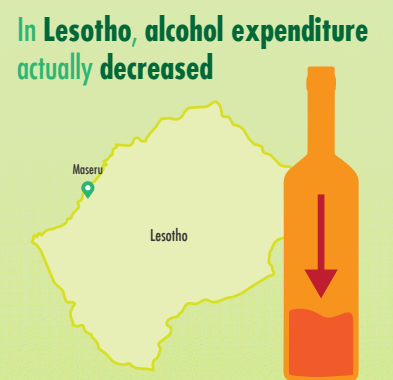 In Lesotho, alcohol expenditure
actually decreased
Maseru
Lesotho